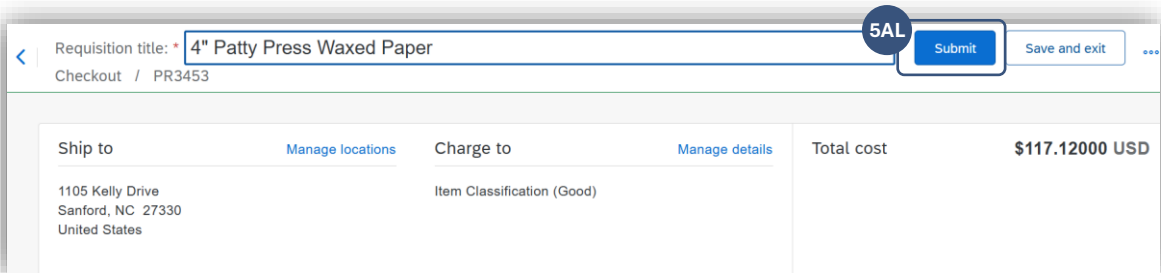 5AL
Requisition title: * 4" Patty Press Waxed Paper
Submit
Save and exit
Checkout / PR3453
Ship to
Manage locations
Charge to
Manage details
Total cost
$117.12000 USD
1105 Kelly Drive
Sanford, NC 27330
United States
Item Classification (Good)